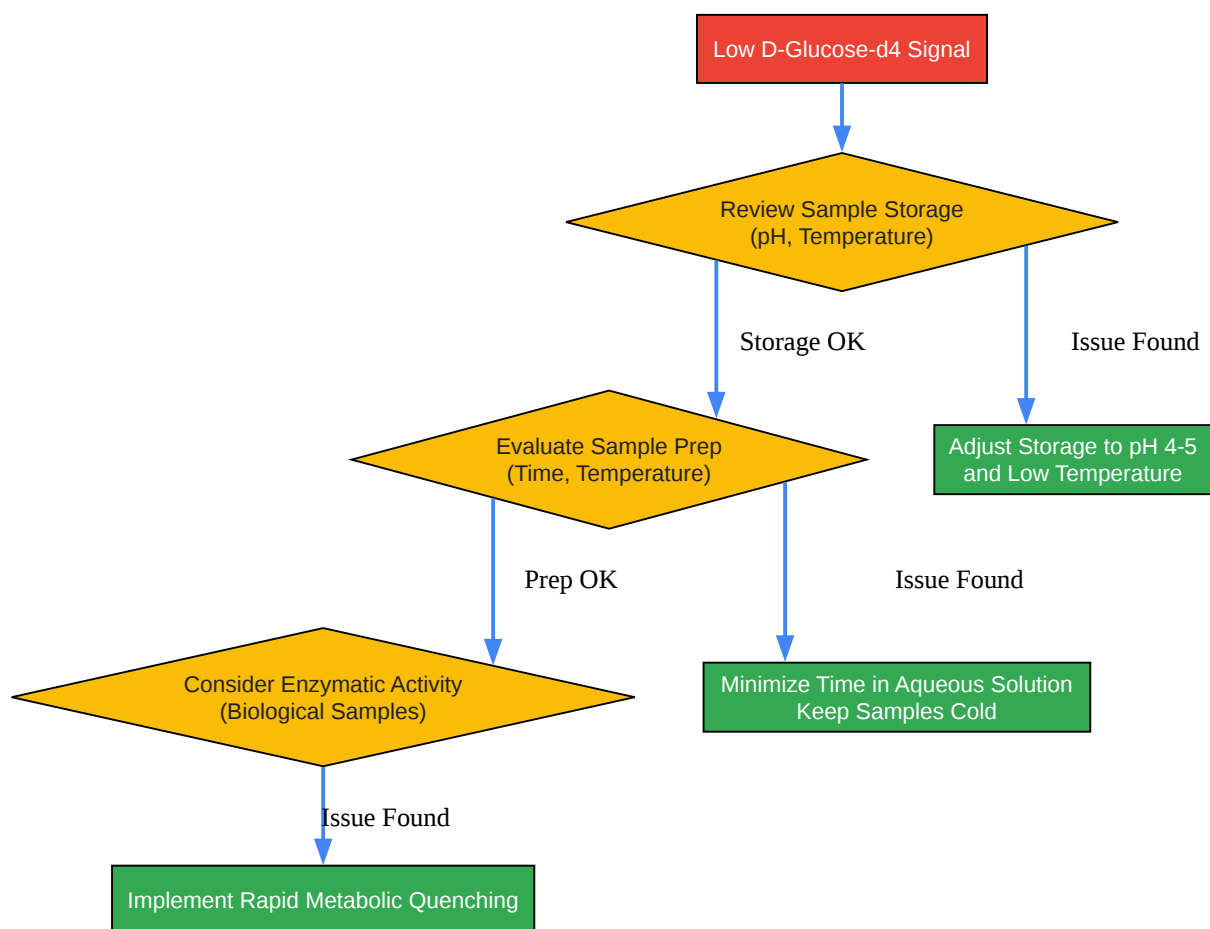 Low D-Glucose-d4 Signal
Review Sample Storage
(pH, Temperature)
Storage OK
Issue Found
Evaluate Sample Prep
(Time, Temperature)
Adjust Storage to pH 4-5
and Low Temperature
Prep OK
Issue Found
Consider Enzymatic Activity
(Biological Samples)
Minimize Time in Aqueous Solution
Keep Samples Cold
Issue Found
Implement Rapid Metabolic Quenching